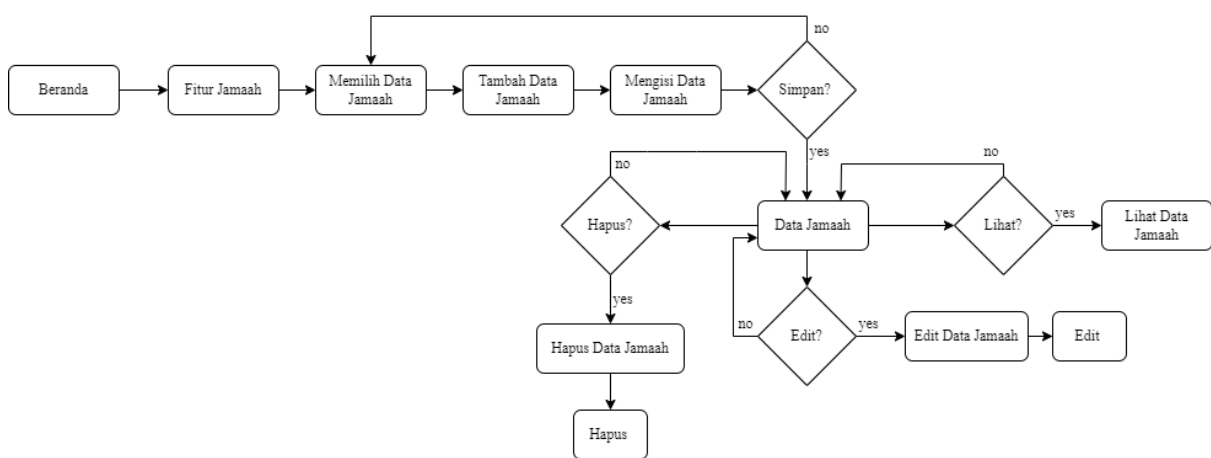 no
Beranda
Fitur Jamaah
Memilih Data
Jamaah
Tambah Data
Jamaah
Mengisi Data
Jamaah
Simpan?
yes
no
no
Hapus?
Data Jamaah
Lihat?
yes
Lihat Data
Jamaah
yes
no
Edit?
yes
Edit Data Jamaah
Edit
Hapus Data Jamaah
Hapus